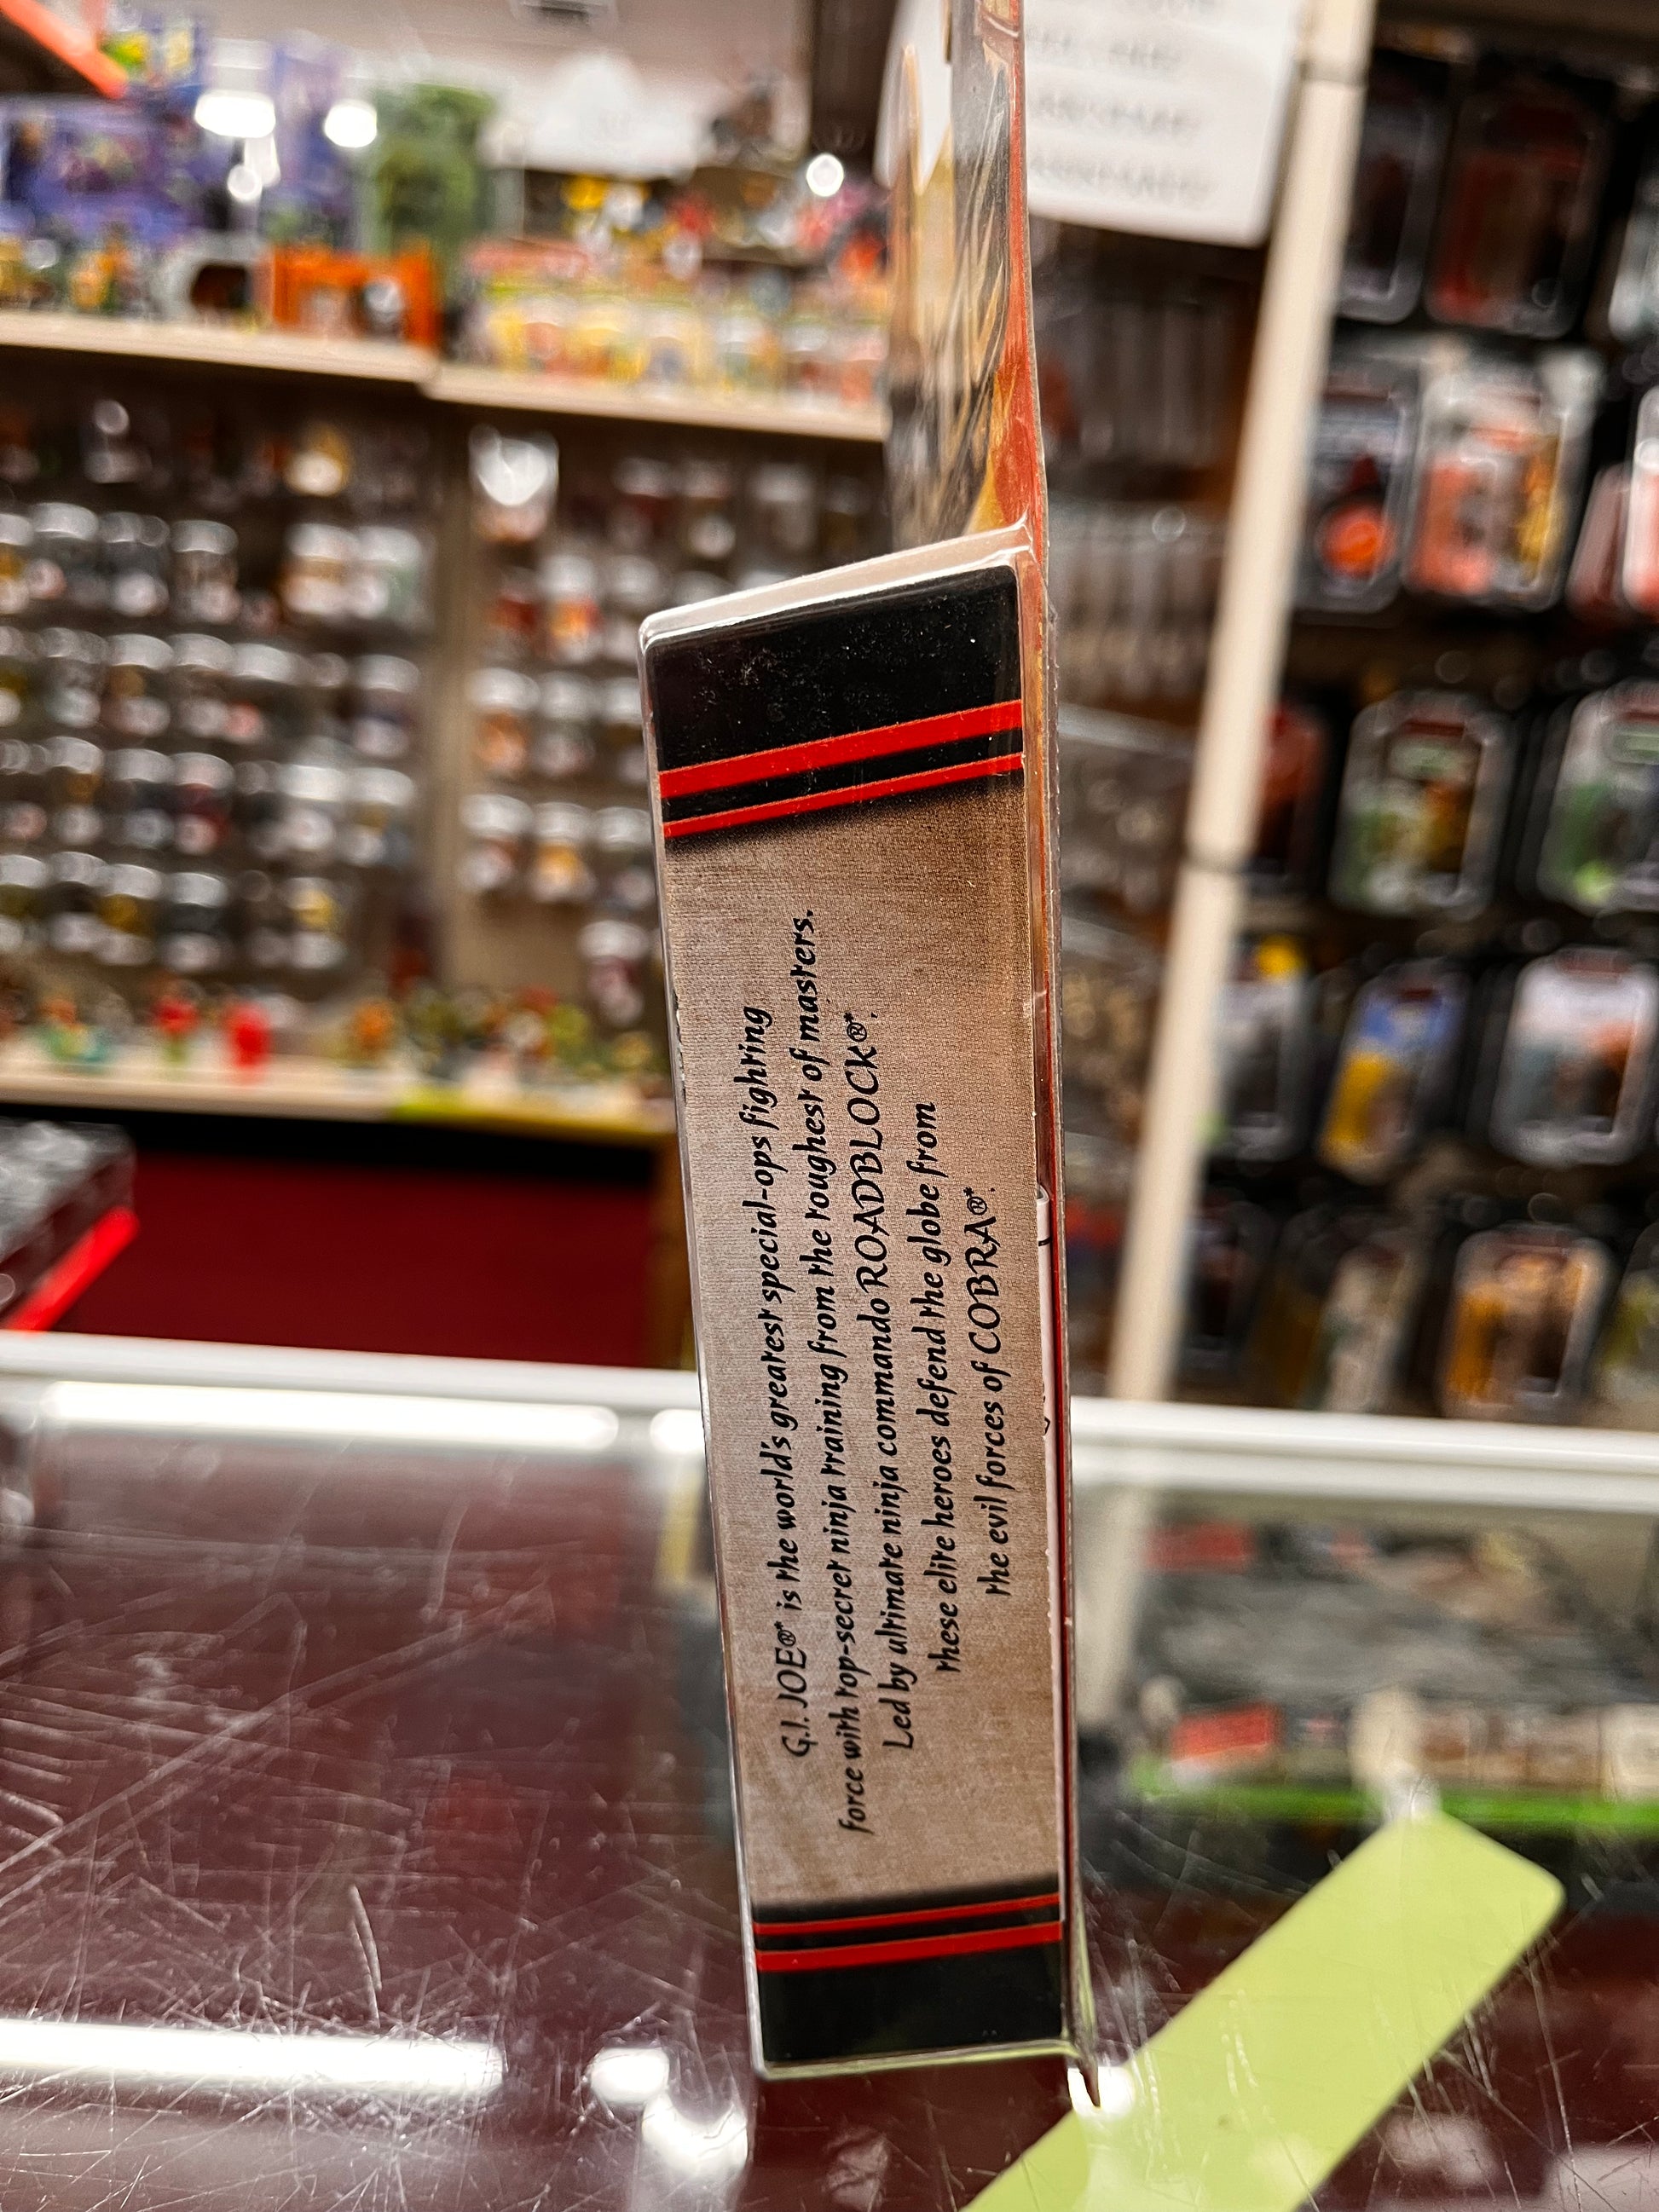 G.I. JOE®* is the world's greatest special-ops fighting
force with top-secret ninja training from the roughest of masters.
Led by ultimate ninja commando ROADBLOCK®*,
these elite heroes defend the globe from
the evil forces of COBRA®*.